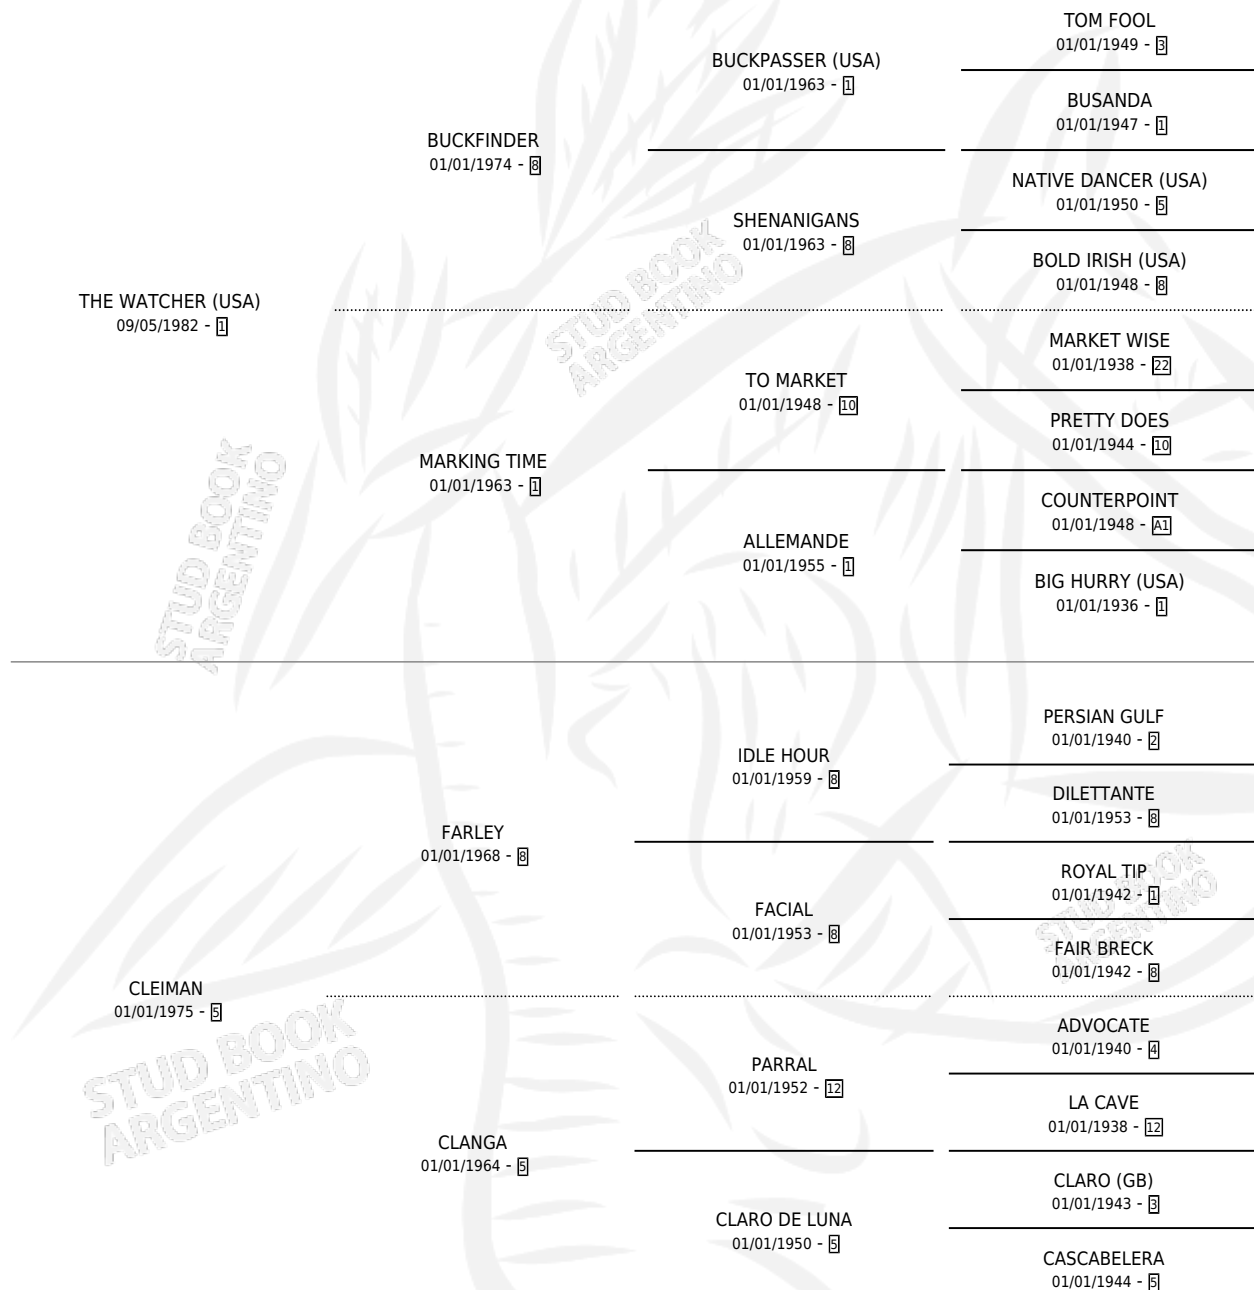 TOM FOOL
01/01/1949 - 3
BUCKPASSER (USA)
01/01/1963 - 1
BUSANDA
01/01/1947 - 1
BUCKFINDER
01/01/1974 - 8
NATIVE DANCER (USA)
01/01/1950 - 5
SHENANIGANS
01/01/1963 - 8
BOLD IRISH (USA)
01/01/1948 - 8
THE WATCHER (USA)
09/05/1982 - 1
MARKET WISE
01/01/1938 - 22
TO MARKET
01/01/1948 - 10
PRETTY DOES
01/01/1944 - 10
MARKING TIME
01/01/1963 - 1
COUNTERPOINT
01/01/1948 - A1
ALLEMANDE
01/01/1955 - 1
BIG HURRY (USA)
01/01/1936 - 1
PERSIAN GULF
01/01/1940 - 2
IDLE HOUR
01/01/1959 - 8
DILETTANTE
01/01/1953 - 8
FARLEY
01/01/1968 - 8
ROYAL TIP
01/01/1942 - 1
FACIAL
01/01/1953 - 8
FAIR BRECK
01/01/1942 - 8
CLEIMAN
01/01/1975 - 5
ADVOCATE
01/01/1940 - 4
PARRAL
01/01/1952 - 12
LA CAVE
01/01/1938 - 12
CLANGA
01/01/1964 - 5
CLARO (GB)
01/01/1943 - 3
CLARO DE LUNA
01/01/1950 - 5
CASCABELERA
01/01/1944 - 5
STUD BOOK
ARGENTINO
STUD BOOK
ARGENTINO
STUD BOOK
ARGENTINO
STUD BOOK
ARGENTINO